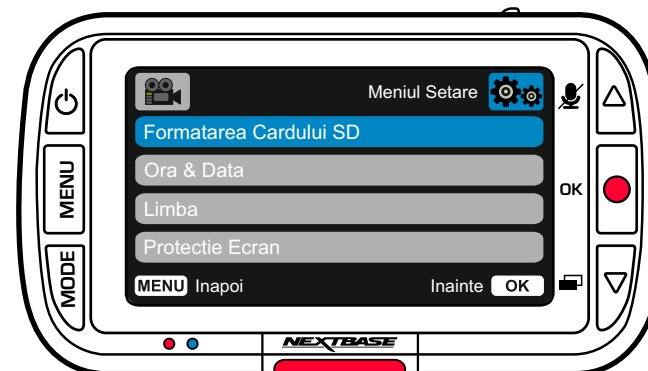 Meniul Setare
Formatarea Cardului SD
Ora & Data
Limba
Protectie Ecran
MENU Inapoi
Inainte OK
MENU
MODE
OK
NEXTBASE